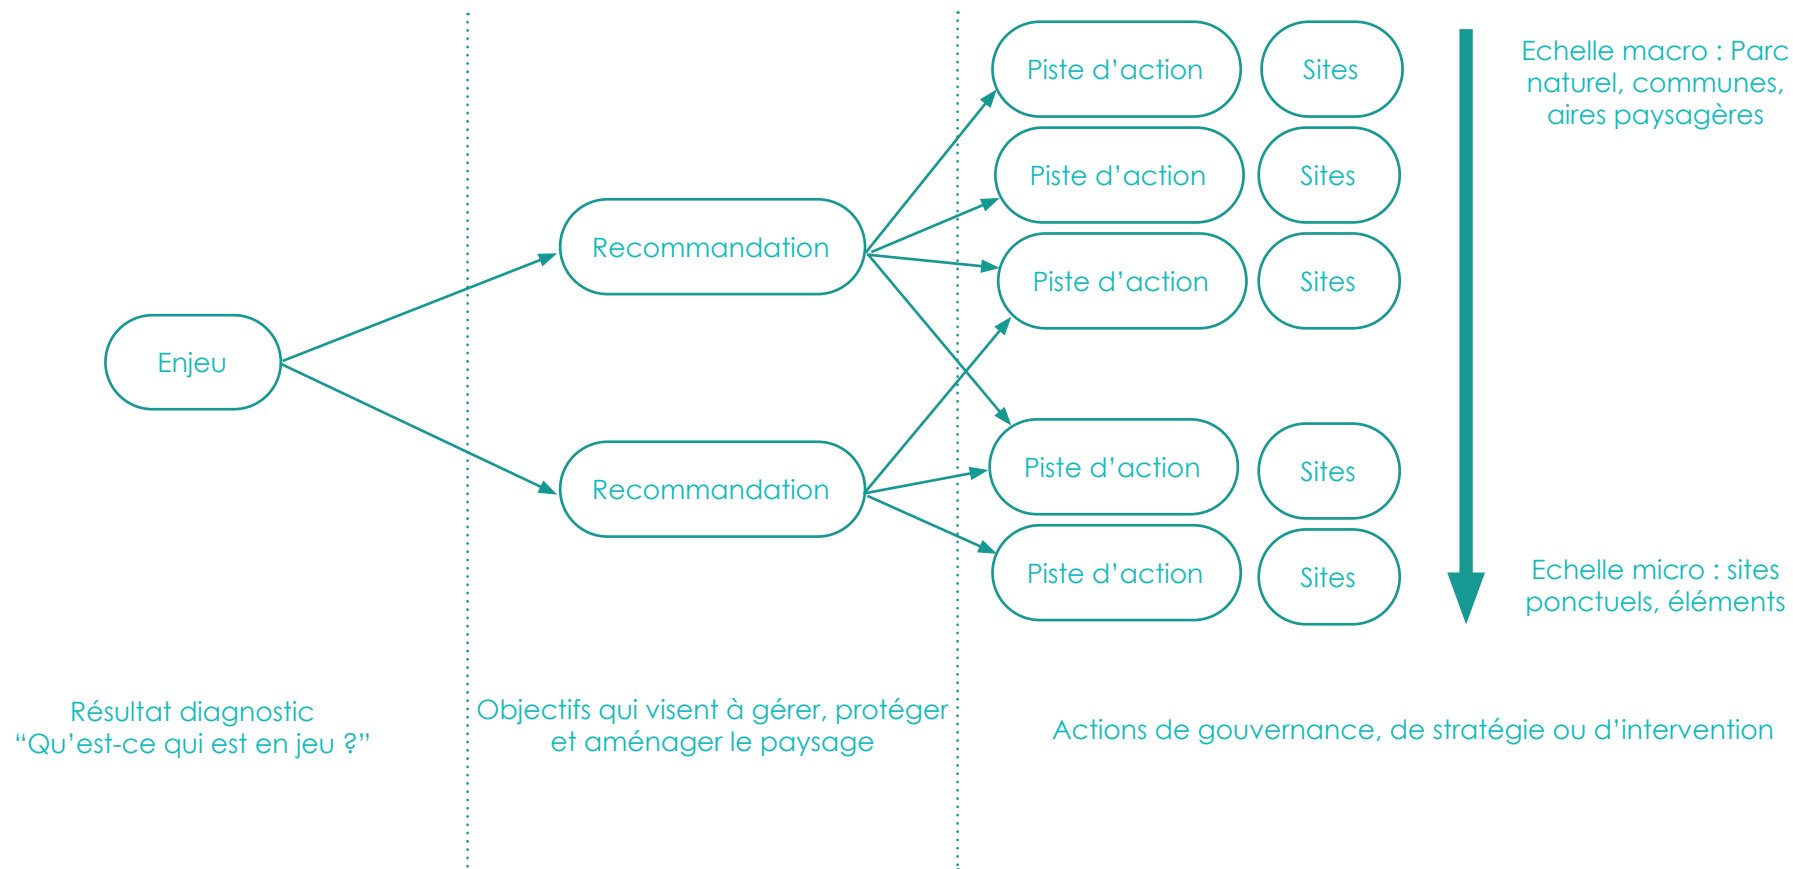 Piste d’action
Sites
Echelle macro : Parc
naturel, communes,
aires paysagères
Piste d’action
Sites
Recommandation
Piste d’action
Sites
Enjeu
Recommandation
Piste d’action
Sites
Piste d’action
Sites
Echelle micro : sites
ponctuels, éléments
Résultat diagnostic
“Qu’est-ce qui est en jeu ?”
Objectifs qui visent à gérer, protéger
et aménager le paysage
Actions de gouvernance, de stratégie ou d’intervention